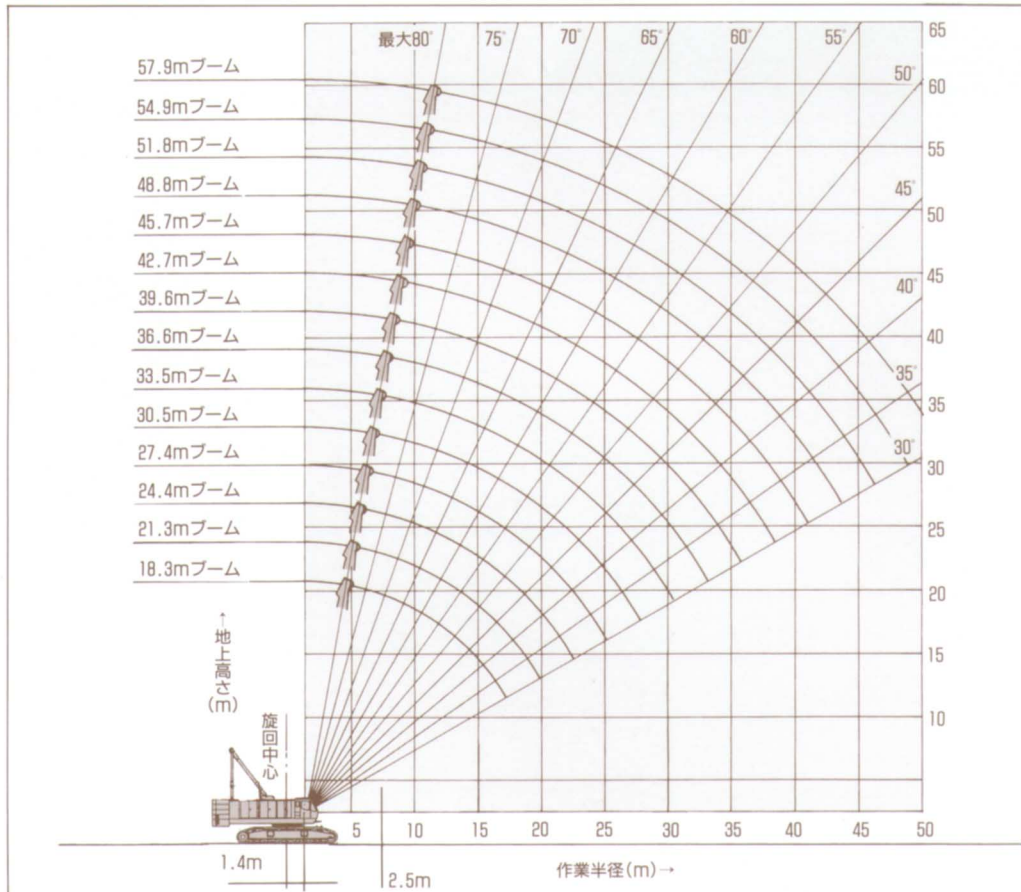 最大80° 75° 70° 65° 60° 55° 50° 45° 40° 35° 30°
57.9mブーム
54.9mブーム
51.8mブーム
48.8mブーム
45.7mブーム
42.7mブーム
39.6mブーム
36.6mブーム
33.5mブーム
30.5mブーム
27.4mブーム
24.4mブーム
21.3mブーム
18.3mブーム
65
60
55
50
45
40
35
30
25
20
15
10
←地上高さ(m)
旋回中心
5 10 15 20 25 30 35 40 45 50
1.4m
2.5m
作業半径(m)→